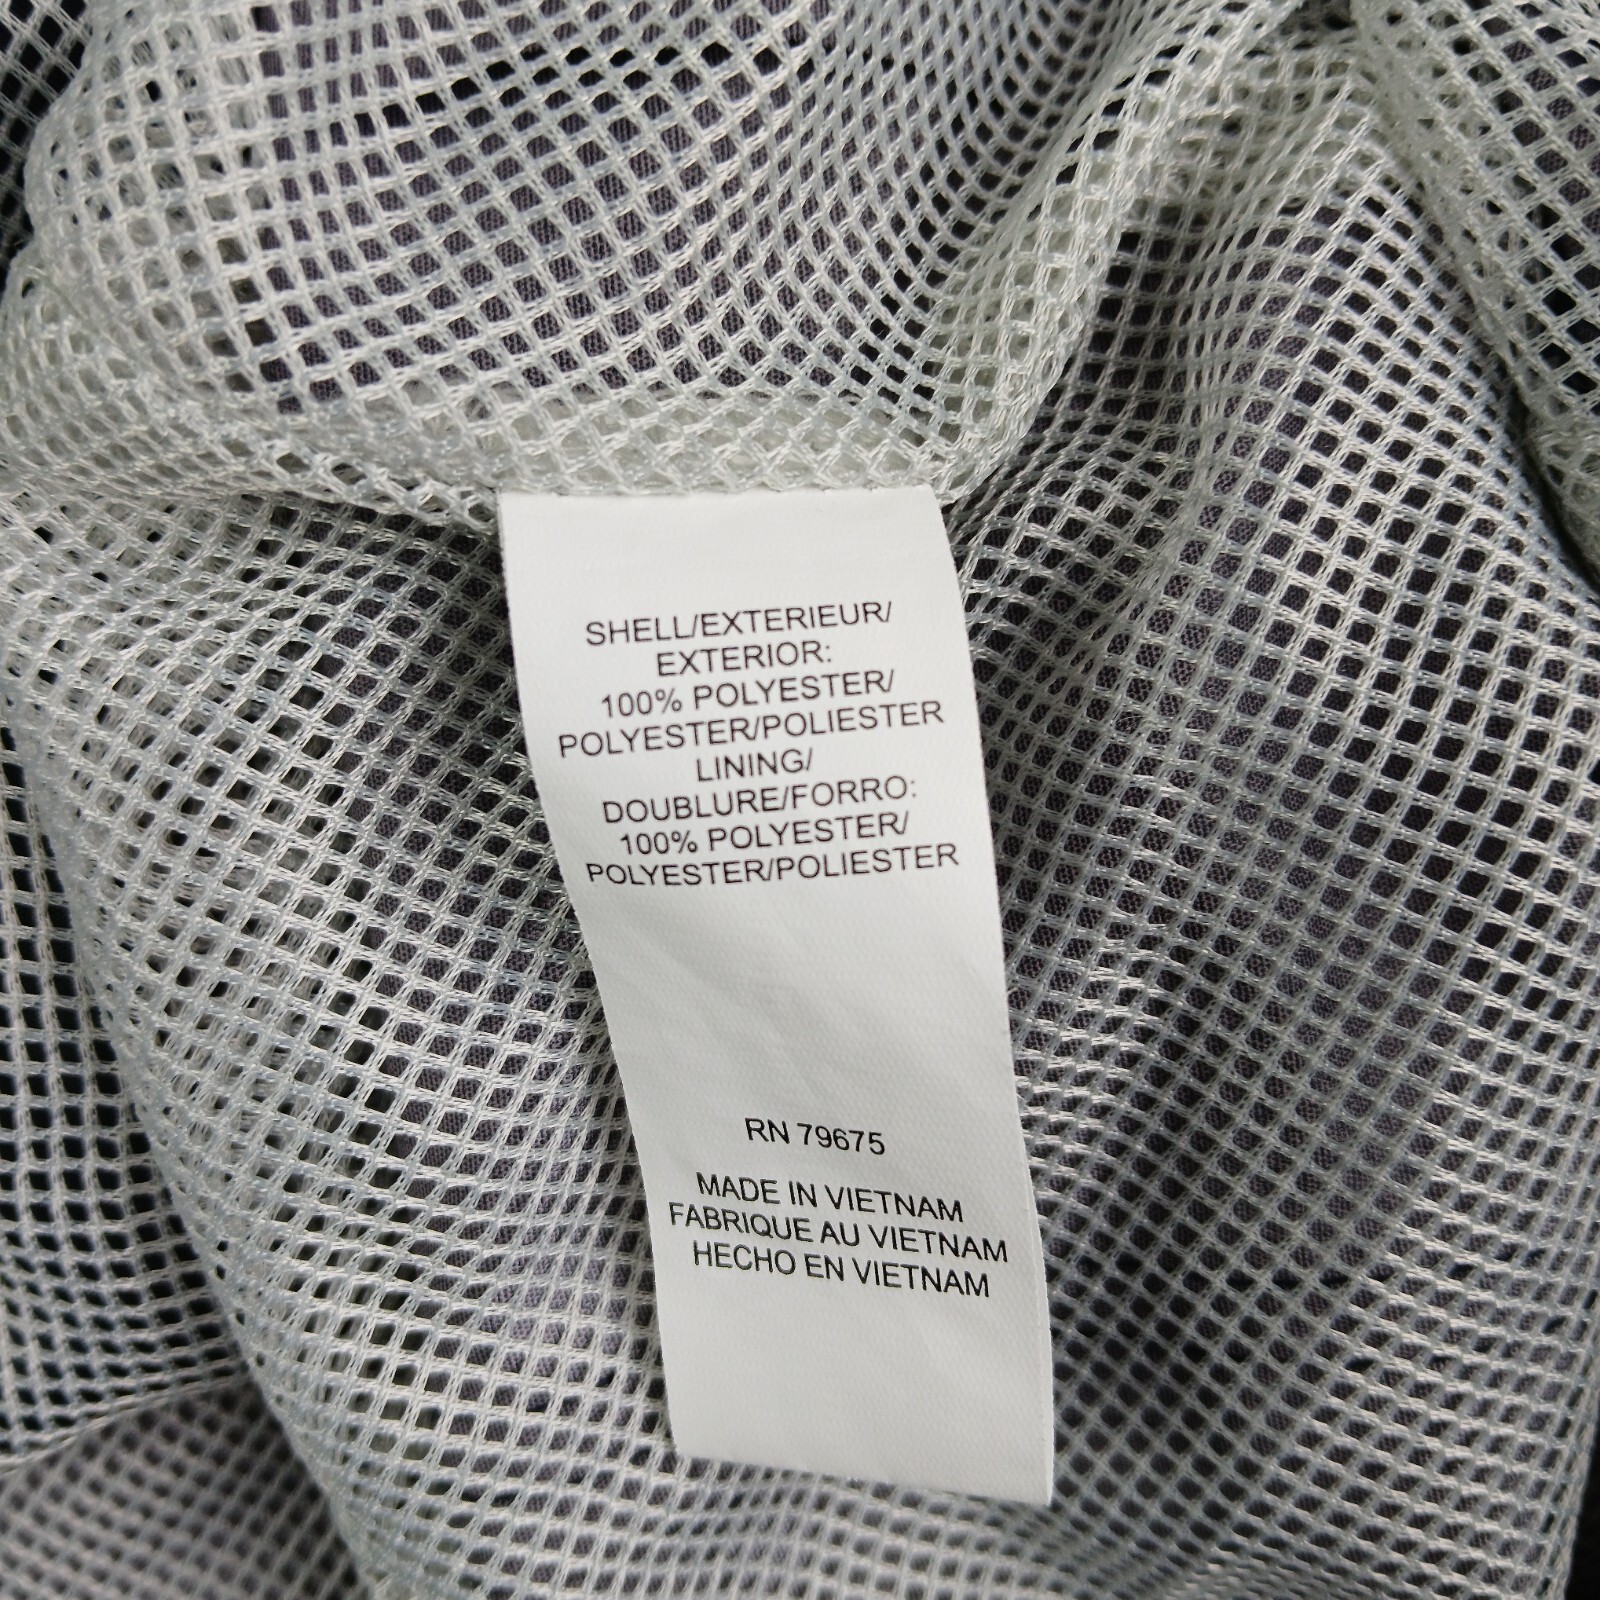 SHELL/EXTERIEUR/
EXTERIOR:
100% POLYESTER/
POLYESTER/POLIESTER
LINING/
DOUBLURE/FORRO:
100% POLYESTER/
POLYESTER/POLIESTER
RN 79675
MADE IN VIETNAM
FABRIQUE AU VIETNAM
HECHO EN VIETNAM